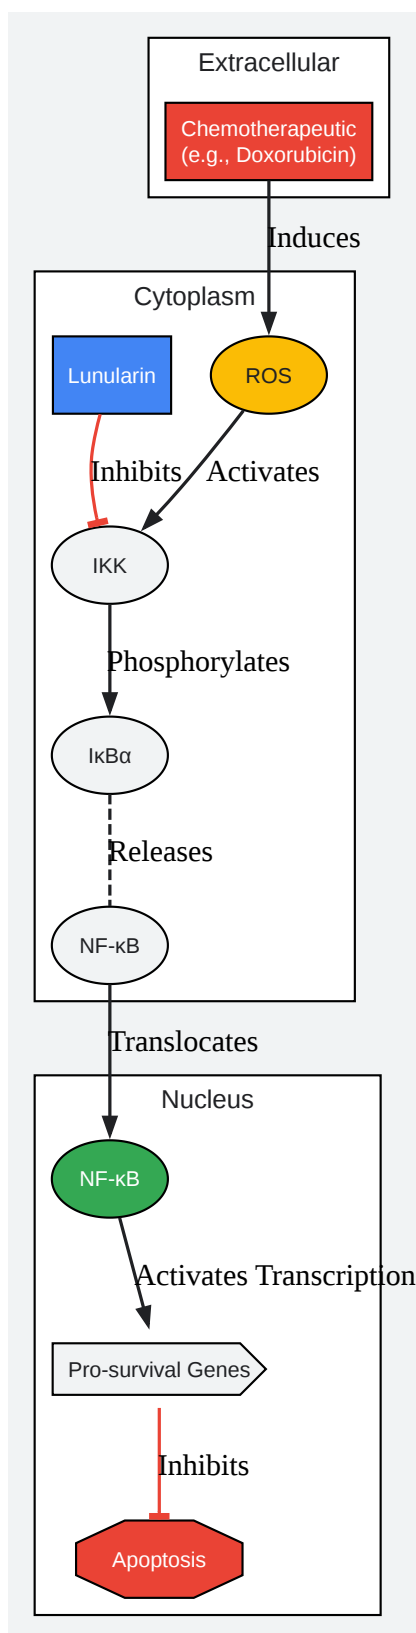 Extracellular
Chemotherapeutic
(e.g., Doxorubicin)
Induces
Cytoplasm
Lunularin
ROS
Inhibits
Activates
IKK
Phosphorylates
IκBα
Releases
NF-κB
Translocates
Nucleus
NF-κB
Activates Transcription
Pro-survival Genes
Inhibits
Apoptosis